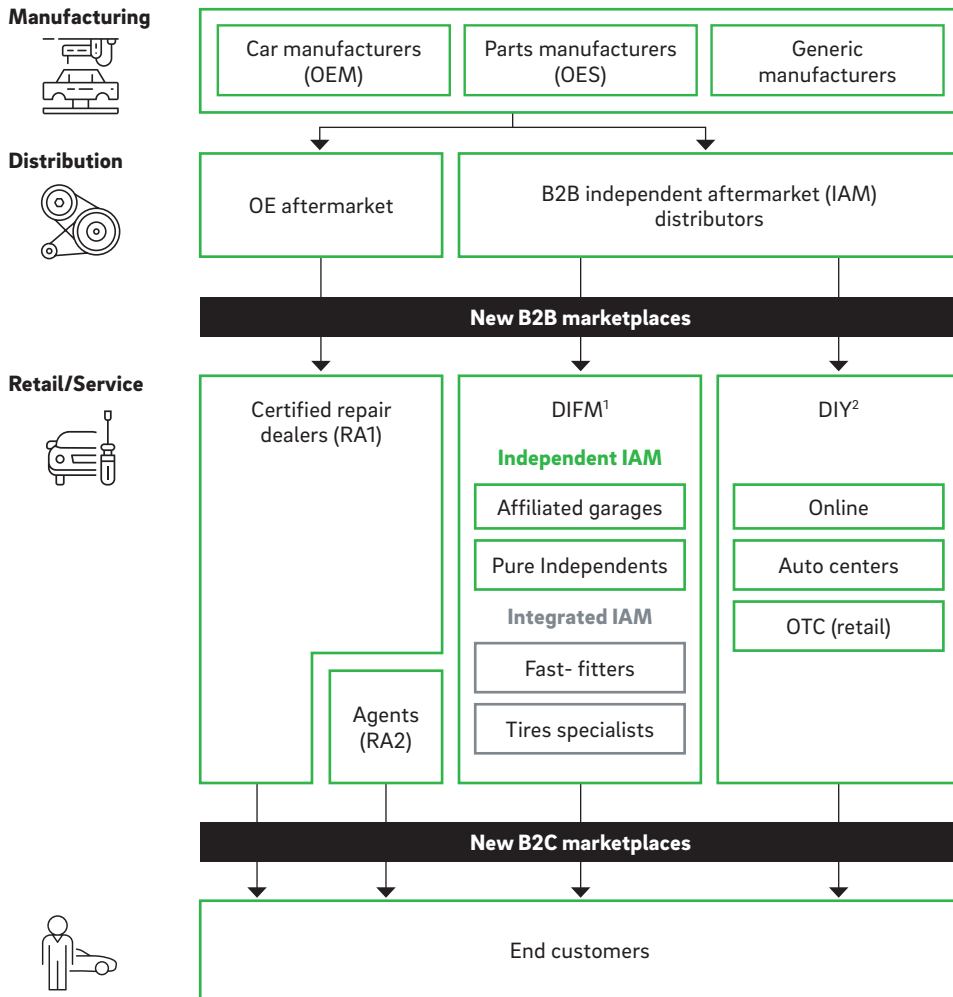 Manufacturing
Car manufacturers
(OEM)
Parts manufacturers
(OES)
Generic
manufacturers
Distribution
OE aftermarket
B2B independent aftermarket (IAM)
distributors
New B2B marketplaces
Retail/Service
Certified repair
dealers (RA1)
Agents
(RA2)
DIFM¹
Independent IAM
Affiliated garages
Pure Independents
Integrated IAM
Fast- fitters
Tires specialists
DIY²
Online
Auto centers
OTC (retail)
New B2C marketplaces
End customers